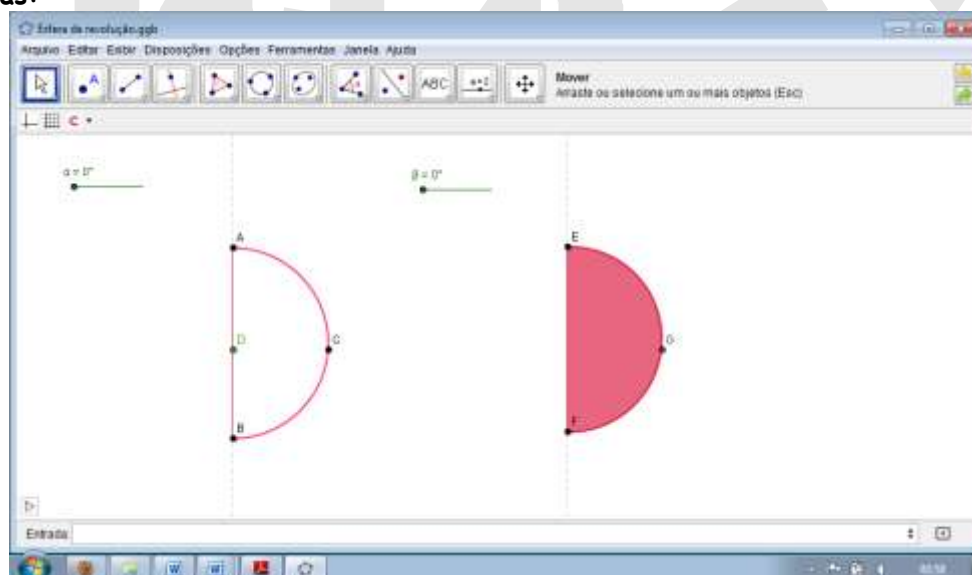 Esfera de revolução.ggb
Arquivo Editar Exibir Disposições Opções Ferramentas Janela Ajuda
ABC
a=2
Mover
Arraste ou selecione um ou mais objetos (Esc)
α = 0°
β = 0°
A
E
D
C
G
B
F
Entrada: